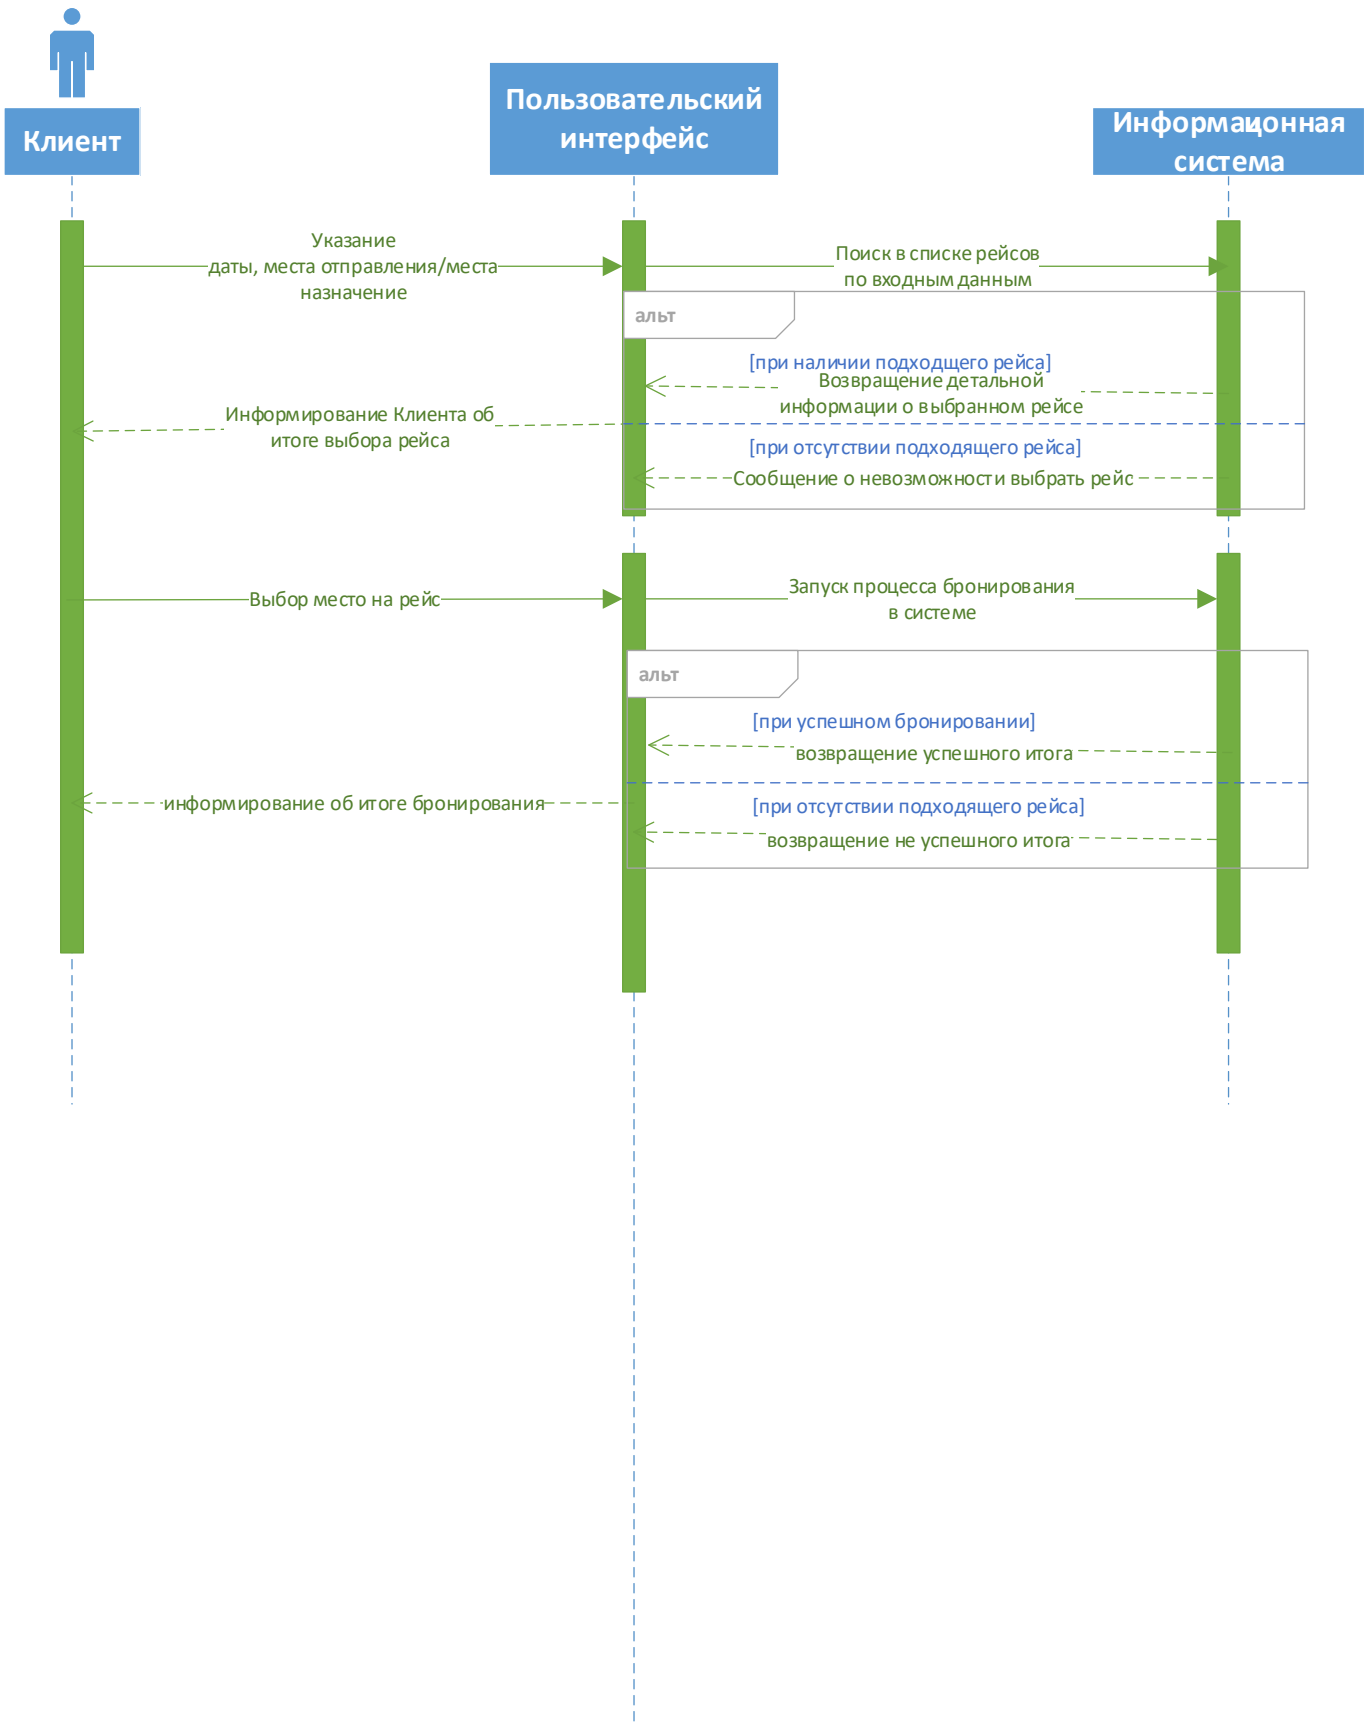 Клиент
Пользовательский
интерфейс
Информацонная
система
Указание
даты, места отправления/места
назначение
Поиск в списке рейсов
по входным данным
альт
[при наличии подходщего рейса]
Возвращение детальной
информации о выбранном рейсе
Информирование Клиента об
итоге выбора рейса
[при отсутствии подходящего рейса]
Сообщение о невозможности выбрать рейс
Выбор место на рейс
Запуск процесса бронирования
в системе
альт
[при успешном бронировании]
возвращение успешного итога
информирование об итоге бронирования
[при отсутствии подходящего рейса]
возвращение не успешного итога